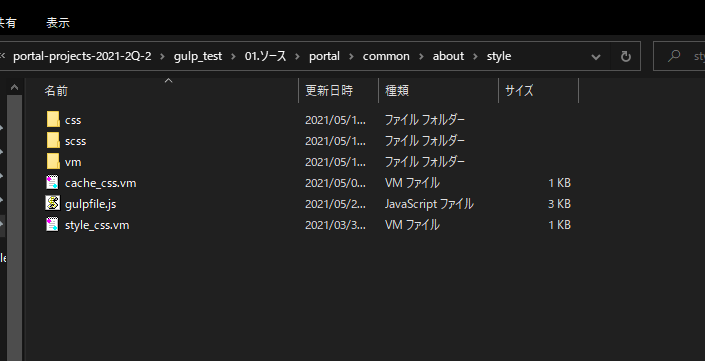 共有 表示
portal-projects-2021-2Q-2 gulp_test 01.ソース portal common about style
名前 更新日時 種類 サイズ
css 2021/05/1... ファイル フォルダー
scss 2021/05/1... ファイル フォルダー
vm 2021/05/1... ファイル フォルダー
cache_css.vm 2021/05/0... VM ファイル 1 KB
gulpfile.js 2021/05/2... JavaScript ファイル 3 KB
style_css.vm 2021/03/3... VM ファイル 1 KB